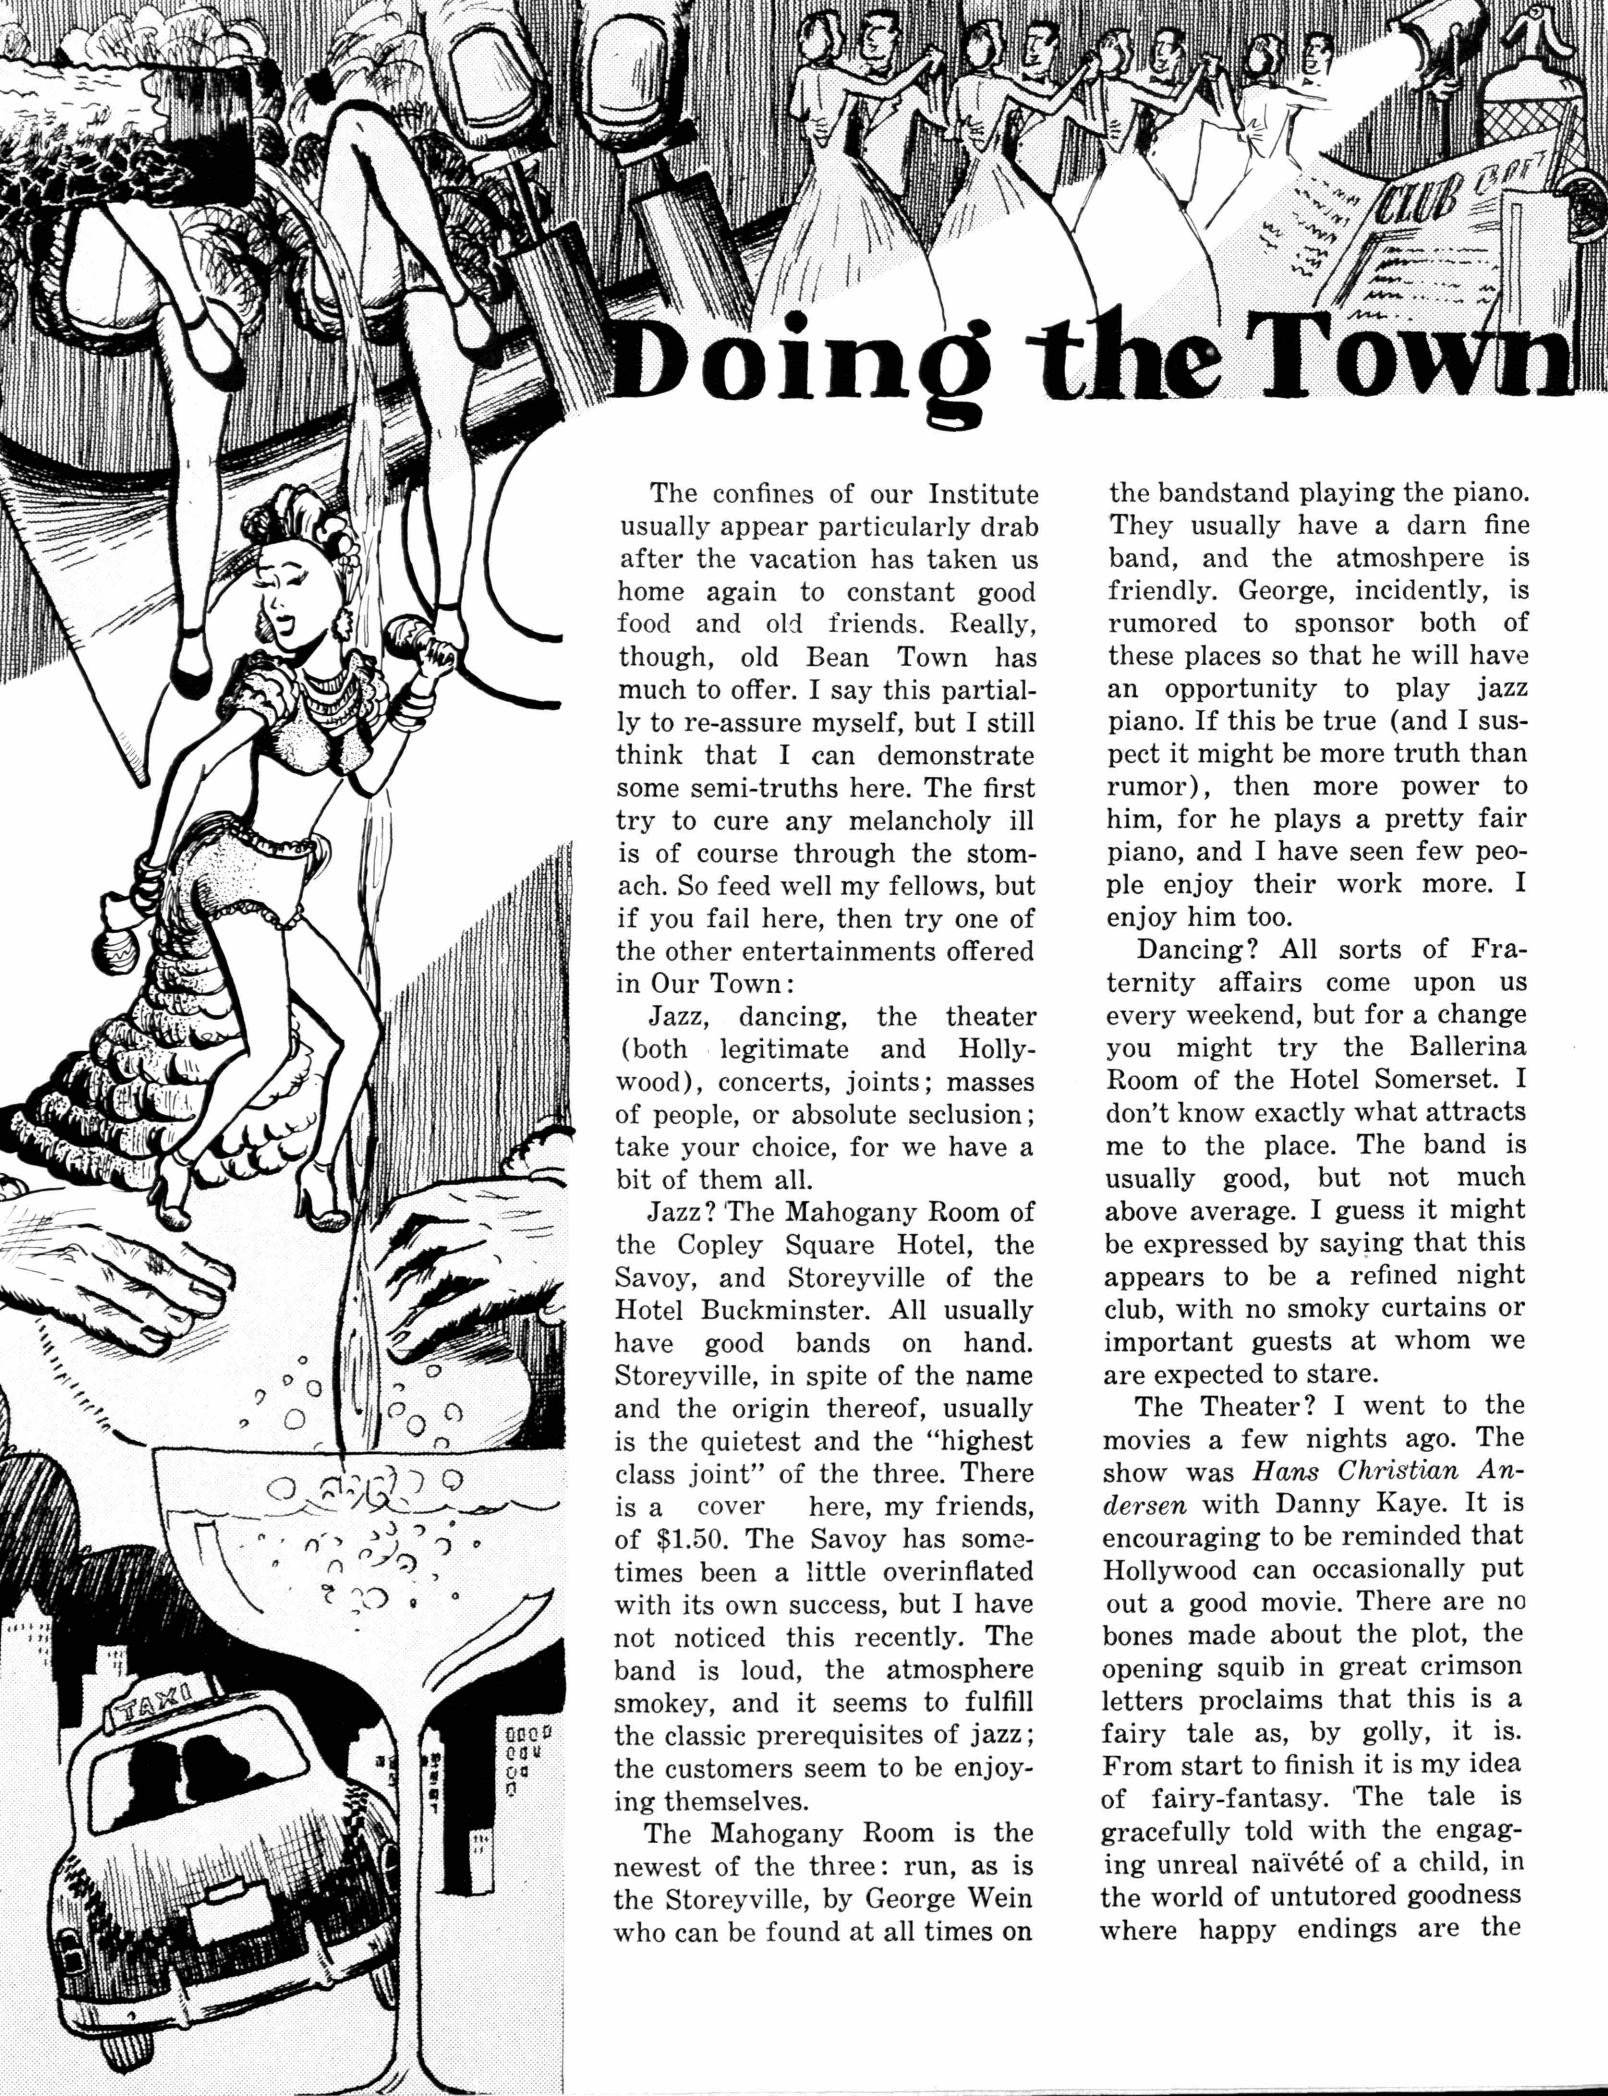 CLUB
Doing the Town
The confines of our Institute
usually appear particularly drab
after the vacation has taken us
home again to constant good
food and old friends. Really,
though, old Bean Town has
much to offer. I say this partial-
ly to re-assure myself, but I still
think that I can demonstrate
some semi-truths here. The first
try to cure any melancholy ill
is of course through the stom-
ach. So feed well my fellows, but
if you fail here, then try one of
the other entertainments offered
in Our Town:
Jazz, dancing, the theater
(both legitimate and Holly-
wood), concerts, joints; masses
of people, or absolute seclusion;
take your choice, for we have a
bit of them all.
Jazz? The Mahogany Room of
the Copley Square Hotel, the
Savoy, and Storeyville of the
Hotel Buckminster. All usually
have good bands on hand.
Storeyville, in spite of the name
and the origin thereof, usually
is the quietest and the "highest
class joint" of the three. There
is a cover here, my friends,
of $1.50. The Savoy has some-
times been a little overinflated
with its own success, but I have
not noticed this recently. The
band is loud, the atmosphere
smokey, and it seems to fulfill
the classic prerequisites of jazz;
the customers seem to be enjoy-
ing themselves.
The Mahogany Room is the
newest of the three: run, as is
the Storeyville, by George Wein
who can be found at all times on
the bandstand playing the piano.
They usually have a darn fine
band, and the atmoshpere is
friendly. George, incidently, is
rumored to sponsor both of
these places so that he will have
an opportunity to play jazz
piano. If this be true (and I sus-
pect it might be more truth than
rumor), then more power to
him, for he plays a pretty fair
piano, and I have seen few peo-
ple enjoy their work more. I
enjoy him too.
Dancing? All sorts of Fra-
ternity affairs come upon us
every weekend, but for a change
you might try the Ballerina
Room of the Hotel Somerset. I
don't know exactly what attracts
me to the place. The band is
usually good, but not much
above average. I guess it might
be expressed by saying that this
appears to be a refined night
club, with no smoky curtains or
important guests at whom we
are expected to stare.
The Theater? I went to the
movies a few nights ago. The
show was Hans Christian An-
dersen with Danny Kaye. It is
encouraging to be reminded that
Hollywood can occasionally put
out a good movie. There are no
bones made about the plot, the
opening squib in great crimson
letters proclaims that this is a
fairy tale as, by golly, it is.
From start to finish it is my idea
of fairy-fantasy. The tale is
gracefully told with the engag-
ing unreal naïvété of a child, in
the world of untutored goodness
where happy endings are the
TAXI